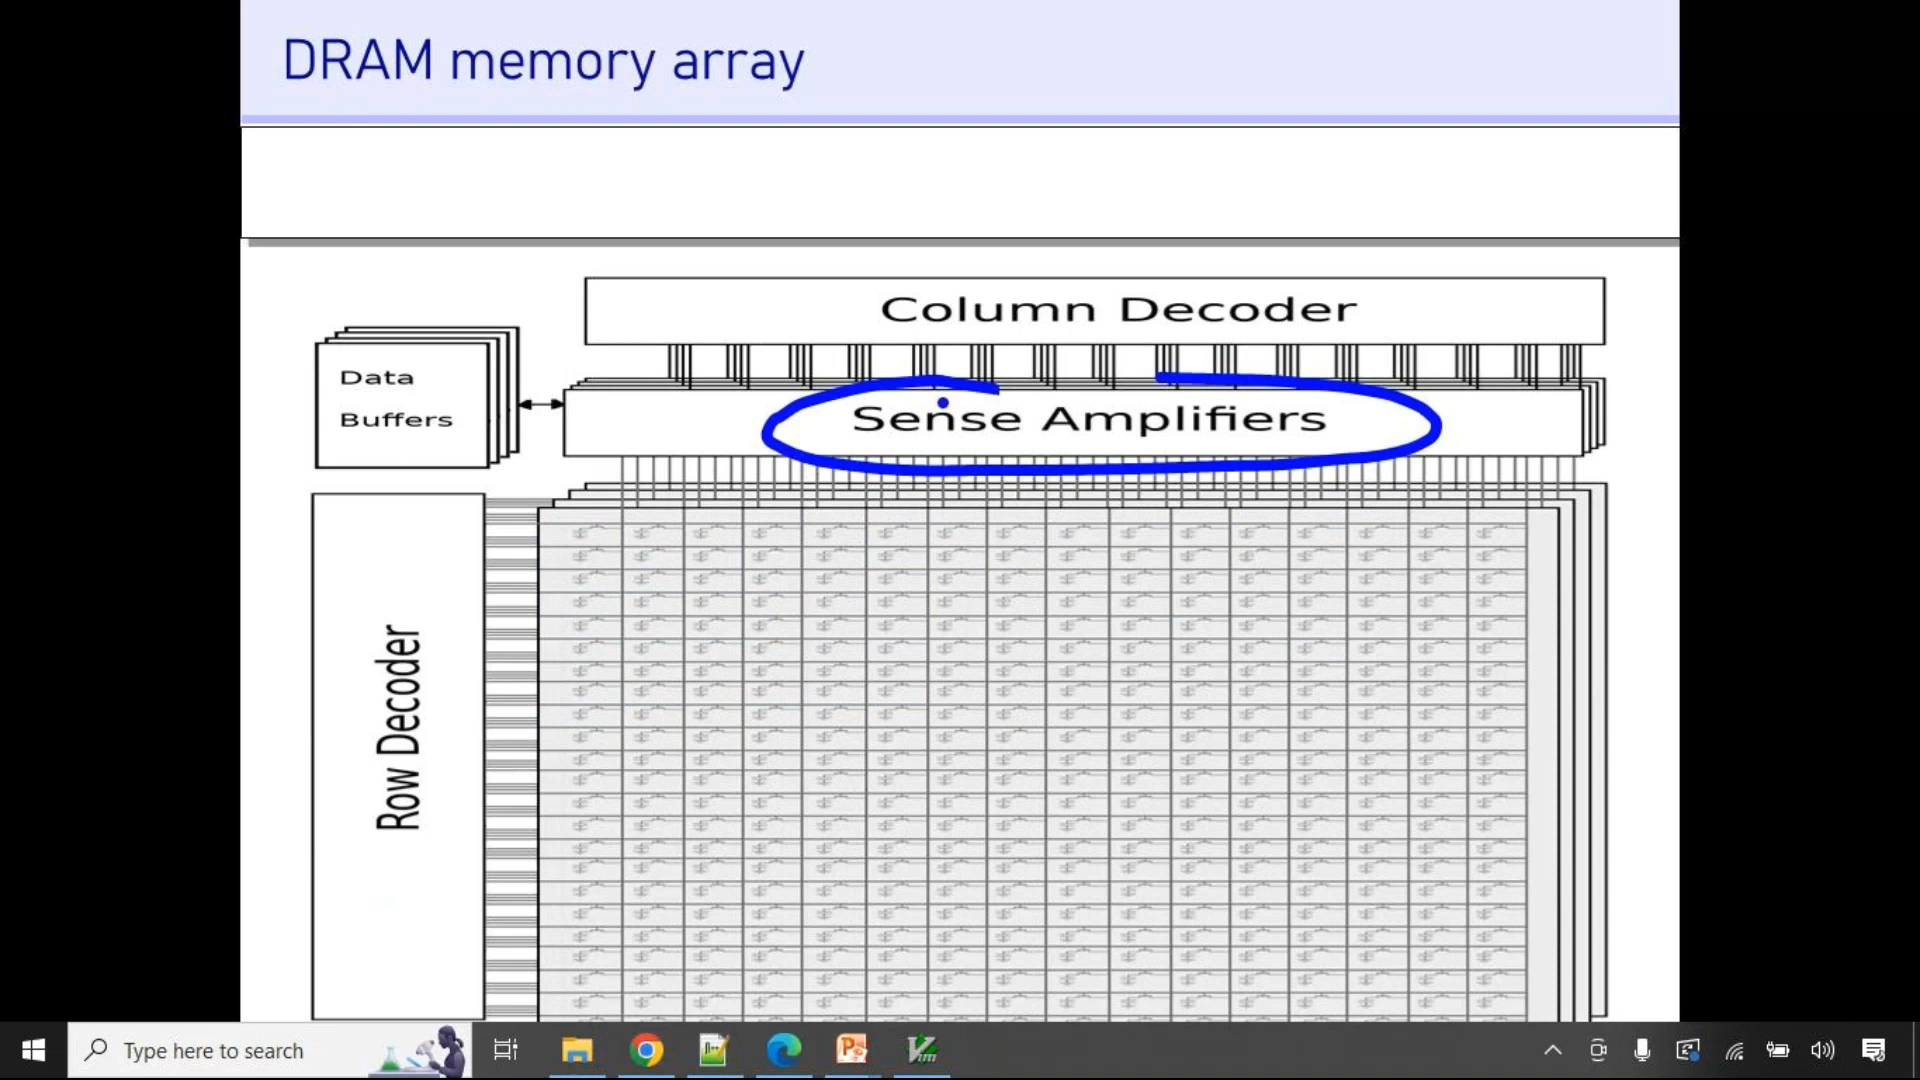 DRAM memory array
Column Decoder
Data
Buffers
Sense Amplifiers
Row Decoder
Type here to search